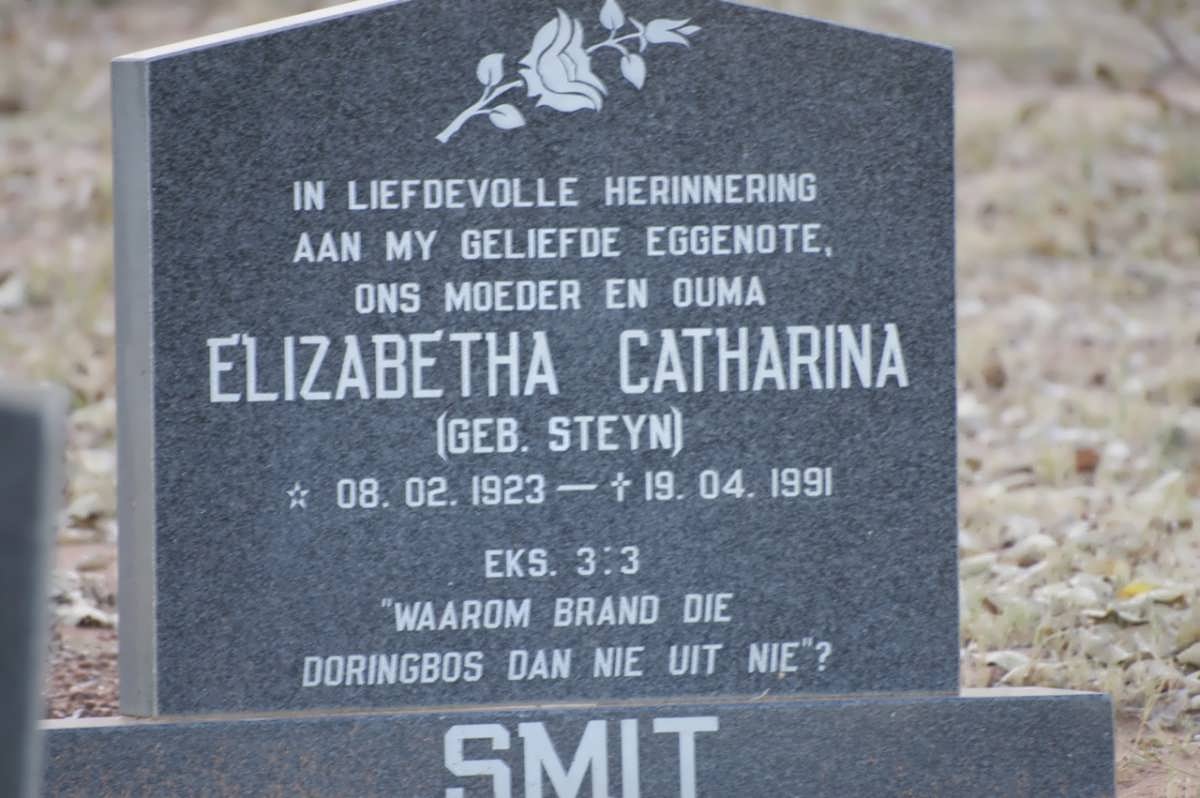 IN LIEFDEVOLLE HERINNERING
AAN MY GELIEFDE EGGENOTE,
ONS MOEDER EN OUMA
ELIZABETHA CATHARINA
(GEB. STEYN)
☆ 08. 02. 1923 — † 19. 04. 1991
EKS. 3:3
"WAAROM BRAND DIE
DORINGBOS DAN NIE UIT NIE"?
SMIT